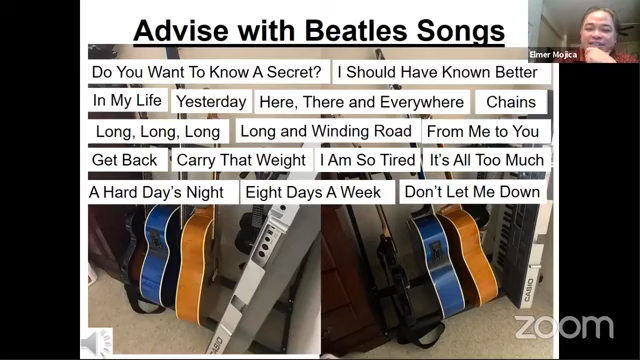 Advise with Beatles Songs
Elmer Mojica
Do You Want To Know A Secret? I Should Have Known Better
In My Life Yesterday Here, There and Everywhere Chains
Long, Long, Long Long and Winding Road From Me to You
Get Back Carry That Weight I Am So Tired It's All Too Much
A Hard Day's Night Eight Days A Week Don't Let Me Down
CASIO
CASIO
zoom